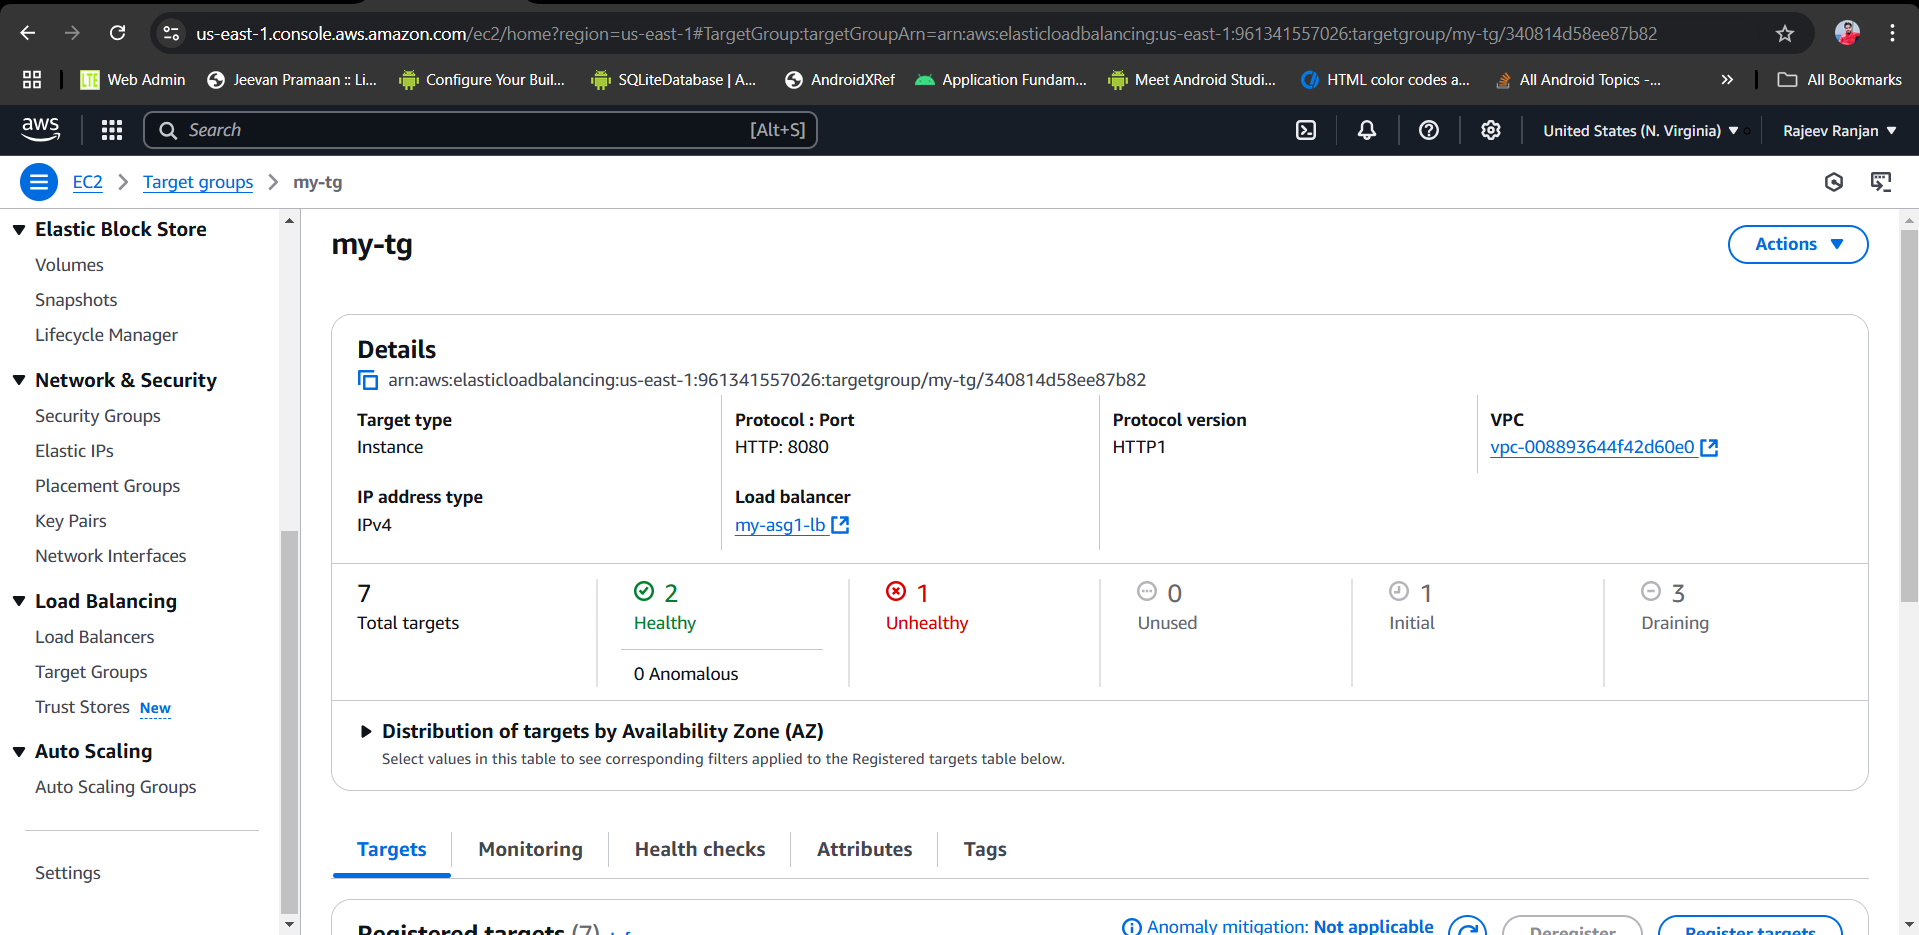 us-east-1.console.aws.amazon.com/ec2/home?region=us-east-1#TargetGroup:targetGroupArn=arn:aws:elasticloadbalancing:us-east-1:961341557026:targetgroup/my-tg/340814d58ee87b82
LTE Web Admin Jeevan Pramaan :: Li... Configure Your Buil... SQLiteDatabase | A... AndroidXRef Application Fundam... Meet Android Studi... HTML color codes a... All Android Topics -... » All Bookmarks
aws Search [Alt+S] United States (N. Virginia) Rajeev Ranjan
EC2 > Target groups > my-tg
Elastic Block Store
Volumes
Snapshots
Lifecycle Manager
Network & Security
Security Groups
Elastic IPs
Placement Groups
Key Pairs
Network Interfaces
Load Balancing
Load Balancers
Target Groups
Trust Stores New
Auto Scaling
Auto Scaling Groups
Settings
my-tg
Actions
Details
arn:aws:elasticloadbalancing:us-east-1:961341557026:targetgroup/my-tg/340814d58ee87b82
Target type
Instance
Protocol : Port
HTTP: 8080
Protocol version
HTTP1
VPC
vpc-008893644f42d60e0
IP address type
IPv4
Load balancer
my-asg1-lb
7
Total targets
2
Healthy
0 Anomalous
1
Unhealthy
0
Unused
1
Initial
3
Draining
Distribution of targets by Availability Zone (AZ)
Select values in this table to see corresponding filters applied to the Registered targets table below.
Targets Monitoring Health checks Attributes Tags
Registered targets (7)
Anomaly mitigation: Not applicable
Deregister
Register targets